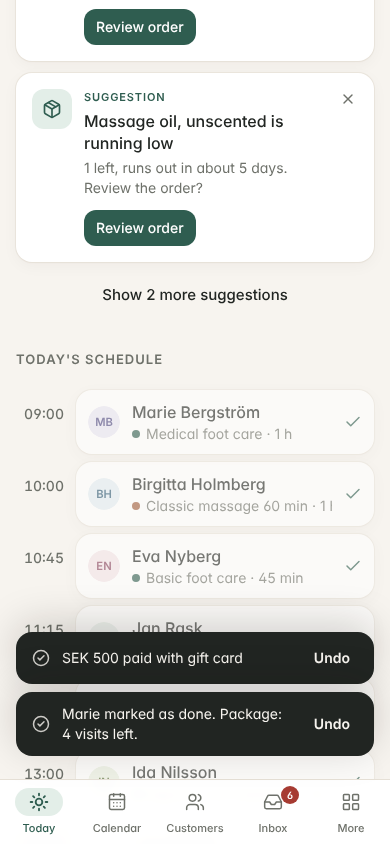 Review order
SUGGESTION
Massage oil, unscented is
running low
1 left, runs out in about 5 days.
Review the order?
Review order
Show 2 more suggestions
TODAY'S SCHEDULE
09:00
MB
Marie Bergström
Medical foot care · 1 h
10:00
BH
Birgitta Holmberg
Classic massage 60 min · 1 h
10:45
EN
Eva Nyberg
Basic foot care · 45 min
11:15
Jan Rask
SEK 500 paid with gift card
Undo
Marie marked as done. Package:
4 visits left.
Undo
13:00
Ida Nilsson
Today
Calendar
Customers
6
Inbox
More